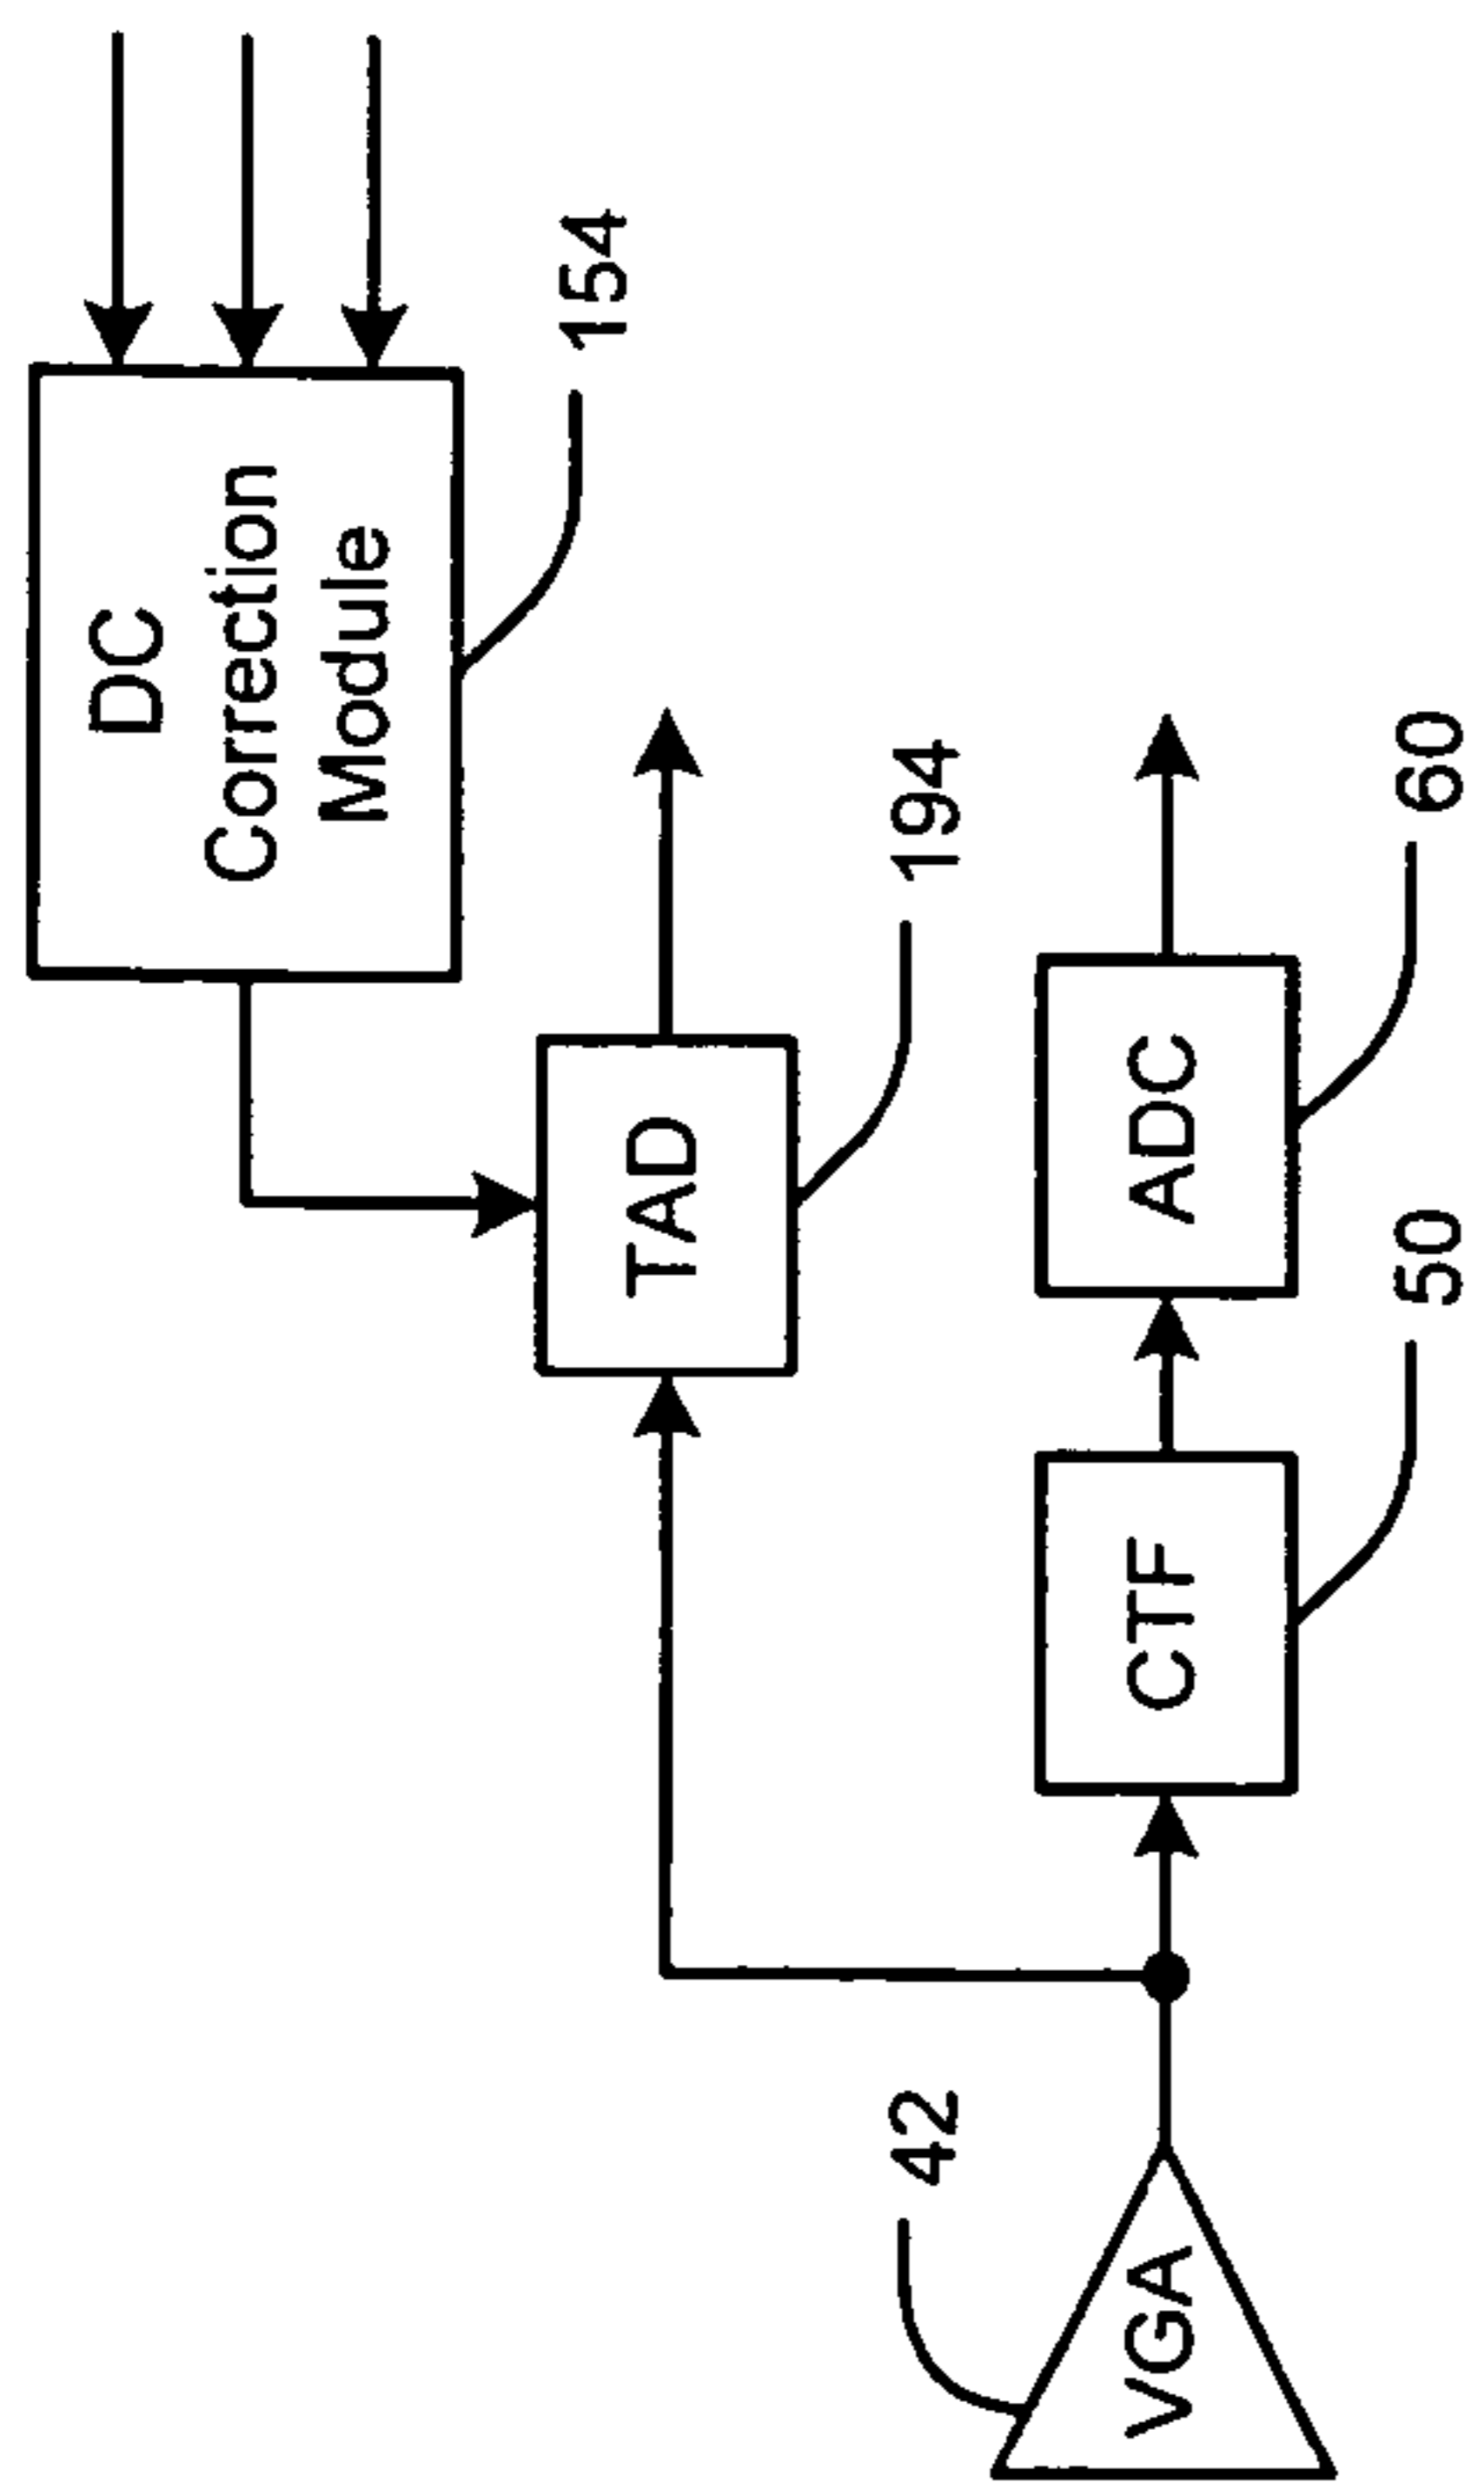 DC
Correction
Module
154
TAD
194
42
VGA
CTF
50
ADC
60